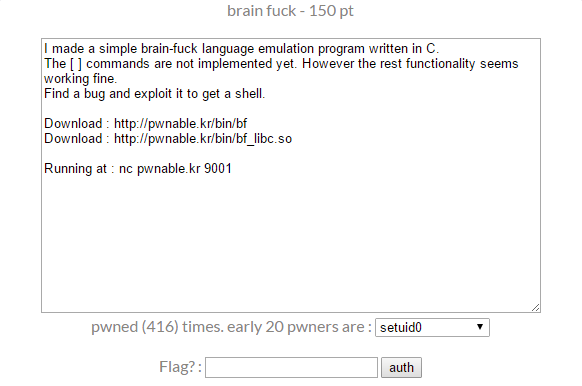 brain fuck - 150 pt
I made a simple brain-fuck language emulation program written in C.
The [ ] commands are not implemented yet. However the rest functionality seems
working fine.
Find a bug and exploit it to get a shell.
Download : http://pwnable.kr/bin/bf
Download : http://pwnable.kr/bin/bf_libc.so
Running at : nc pwnable.kr 9001
pwned (416) times. early 20 pwners are : setuid0
Flag? : auth